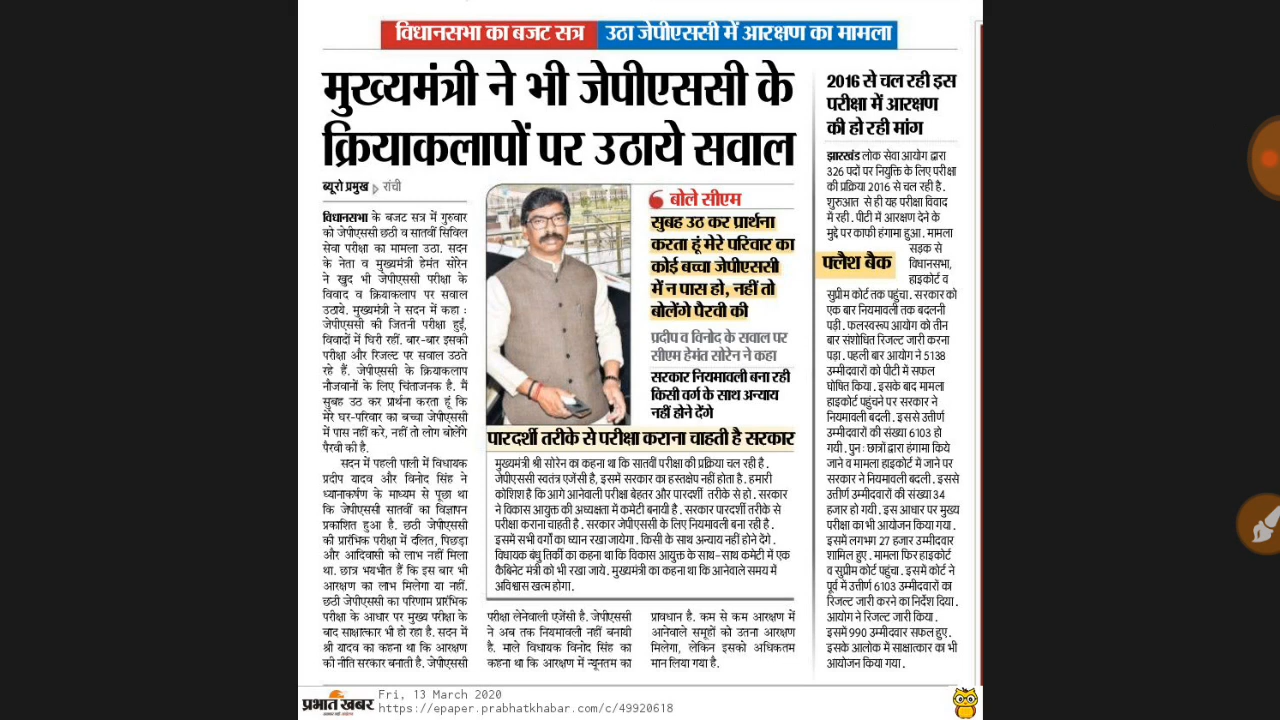 विधानसभा का बजट सत्र
उठा जेपीएससी में आरक्षण का मामला
मुख्यमंत्री ने भी जेपीएससी के
क्रियाकलापों पर उठाये सवाल
ब्यूरो प्रमुख रांची
विधानसभा के बजट सत्र में गुरुवार
को जेपीएससी छठी व सातवीं सिविल
सेवा परीक्षा का मामला उठा. सदन
के नेता व मुख्यमंत्री हेमंत सोरेन
ने खुद भी जेपीएससी परीक्षा के
विवाद व क्रियाकलाप पर सवाल
उठाये. मुख्यमंत्री ने सदन में कहा :
जेपीएससी की जितनी परीक्षा हुई,
विवादों में घिरी रहीं. बार-बार इसकी
परीक्षा और रिजल्ट पर सवाल उठते
रहे हैं. जेपीएससी के क्रियाकलाप
नौजवानों के लिए चिंताजनक है. मैं
सुबह उठ कर प्रार्थना करता हूं कि
मेरे घर-परिवार का बच्चा जेपीएससी
में पास नहीं करे, नहीं तो लोग बोलेंगे
पैरवी की है.
सदन में पहली पाली में विधायक
प्रदीप यादव और विनोद सिंह ने
ध्यानाकर्षण के माध्यम से पूछा था
कि जेपीएससी सातवीं का विज्ञापन
प्रकाशित हुआ है. छठी जेपीएससी
की प्रारंभिक परीक्षा में दलित, पिछड़ा
और आदिवासी को लाभ नहीं मिला
था. छात्र भयभीत हैं कि इस बार भी
आरक्षण का लाभ मिलेगा या नहीं.
छठी जेपीएससी का परिणाम प्रारंभिक
परीक्षा के आधार पर मुख्य परीक्षा के
बाद साक्षात्कार भी हो रहा है. सदन में
श्री यादव का कहना था कि आरक्षण
की नीति सरकार बनाती है. जेपीएससी
बोले सीएम
सुबह उठ कर प्रार्थना
करता हूं मेरे परिवार का
कोई बच्चा जेपीएससी
में न पास हो, नहीं तो
बोलेंगे पैरवी की
प्रदीप व विनोद के सवाल पर
सीएम हेमंत सोरेन ने कहा
सरकार नियमावली बना रही
किसी वर्ग के साथ अन्याय
नहीं होने देंगे
पारदर्शी तरीके से परीक्षा कराना चाहती है सरकार
मुख्यमंत्री श्री सोरेन का कहना था कि सातवीं परीक्षा की प्रक्रिया चल रही है.
जेपीएससी स्वतंत्र एजेंसी है, इसमें सरकार का हस्तक्षेप नहीं होता है. हमारी
कोशिश है कि आगे आनेवाली परीक्षा बेहतर और पारदर्शी तरीके से हो. सरकार
ने विकास आयुक्त की अध्यक्षता में कमेटी बनायी है. सरकार पारदर्शी तरीके से
परीक्षा कराना चाहती है. सरकार जेपीएससी के लिए नियमावली बना रही है.
इसमें सभी वर्गों का ध्यान रखा जायेगा. किसी के साथ अन्याय नहीं होने देंगे.
विधायक बंधु तिर्की का कहना था कि विकास आयुक्त के साथ-साथ कमेटी में एक
कैबिनेट मंत्री को भी रखा जाये. मुख्यमंत्री का कहना था कि आनेवाले समय में
अविश्वास खत्म होगा.
परीक्षा लेनेवाली एजेंसी है. जेपीएससी
ने अब तक नियमावली नहीं बनायी
है. माले विधायक विनोद सिंह का
कहना था कि आरक्षण में न्यूनतम का
प्रावधान है. कम से कम आरक्षण में
आनेवाले समूहों को उतना आरक्षण
मिलेगा, लेकिन इसको अधिकतम
मान लिया गया है.
2016 से चल रही इस
परीक्षा में आरक्षण
की हो रही मांग
झारखंड लोक सेवा आयोग द्वारा
326 पदों पर नियुक्ति के लिए परीक्षा
की प्रक्रिया 2016 से चल रही है.
शुरुआत से ही यह परीक्षा विवाद
में रही. पीटी में आरक्षण देने के
मुद्दे पर काफी हंगामा हुआ. मामला
सड़क से
फ्लैश बैक
विधानसभा,
हाइकोर्ट व
सुप्रीम कोर्ट तक पहुंचा. सरकार को
एक बार नियमावली तक बदलनी
पड़ी. फलस्वरूप आयोग को तीन
बार संशोधित रिजल्ट जारी करना
पड़ा. पहली बार आयोग ने 5138
उम्मीदवारों को पीटी में सफल
घोषित किया. इसके बाद मामला
हाइकोर्ट पहुंचने पर सरकार ने
नियमावली बदली. इससे उत्तीर्ण
उम्मीदवारों की संख्या 6103 हो
गयी. पुन: छात्रों द्वारा हंगामा किये
जाने व मामला हाइकोर्ट में जाने पर
सरकार ने नियमावली बदली. इससे
उत्तीर्ण उम्मीदवारों की संख्या 34
हजार हो गयी. इस आधार पर मुख्य
परीक्षा का भी आयोजन किया गया.
इसमें लगभग 27 हजार उम्मीदवार
शामिल हुए. मामला फिर हाइकोर्ट
व सुप्रीम कोर्ट पहुंचा. इसमें कोर्ट ने
पूर्व में उत्तीर्ण 6103 उम्मीदवारों का
रिजल्ट जारी करने का निर्देश दिया.
आयोग ने रिजल्ट जारी किया.
इसमें 990 उम्मीदवार सफल हुए.
इसके आलोक में साक्षात्कार का भी
आयोजन किया गया.
प्रभात खबर
Fri, 13 March 2020
https://epaper.prabhatkhabar.com/c/49920618